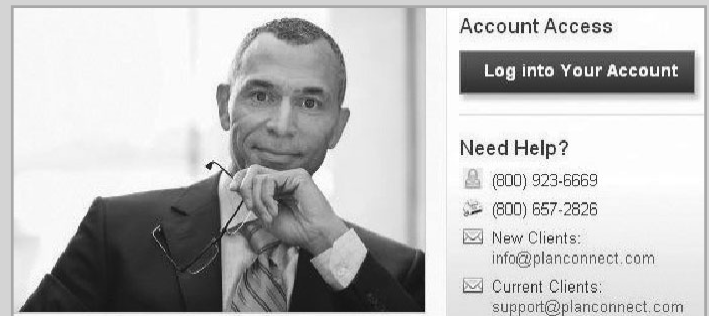 Account Access
Log into Your Account
Need Help?
(800) 923-6669
(800) 657-2826
New Clients:
info@planconnect.com
Current Clients:
support@planconnect.com